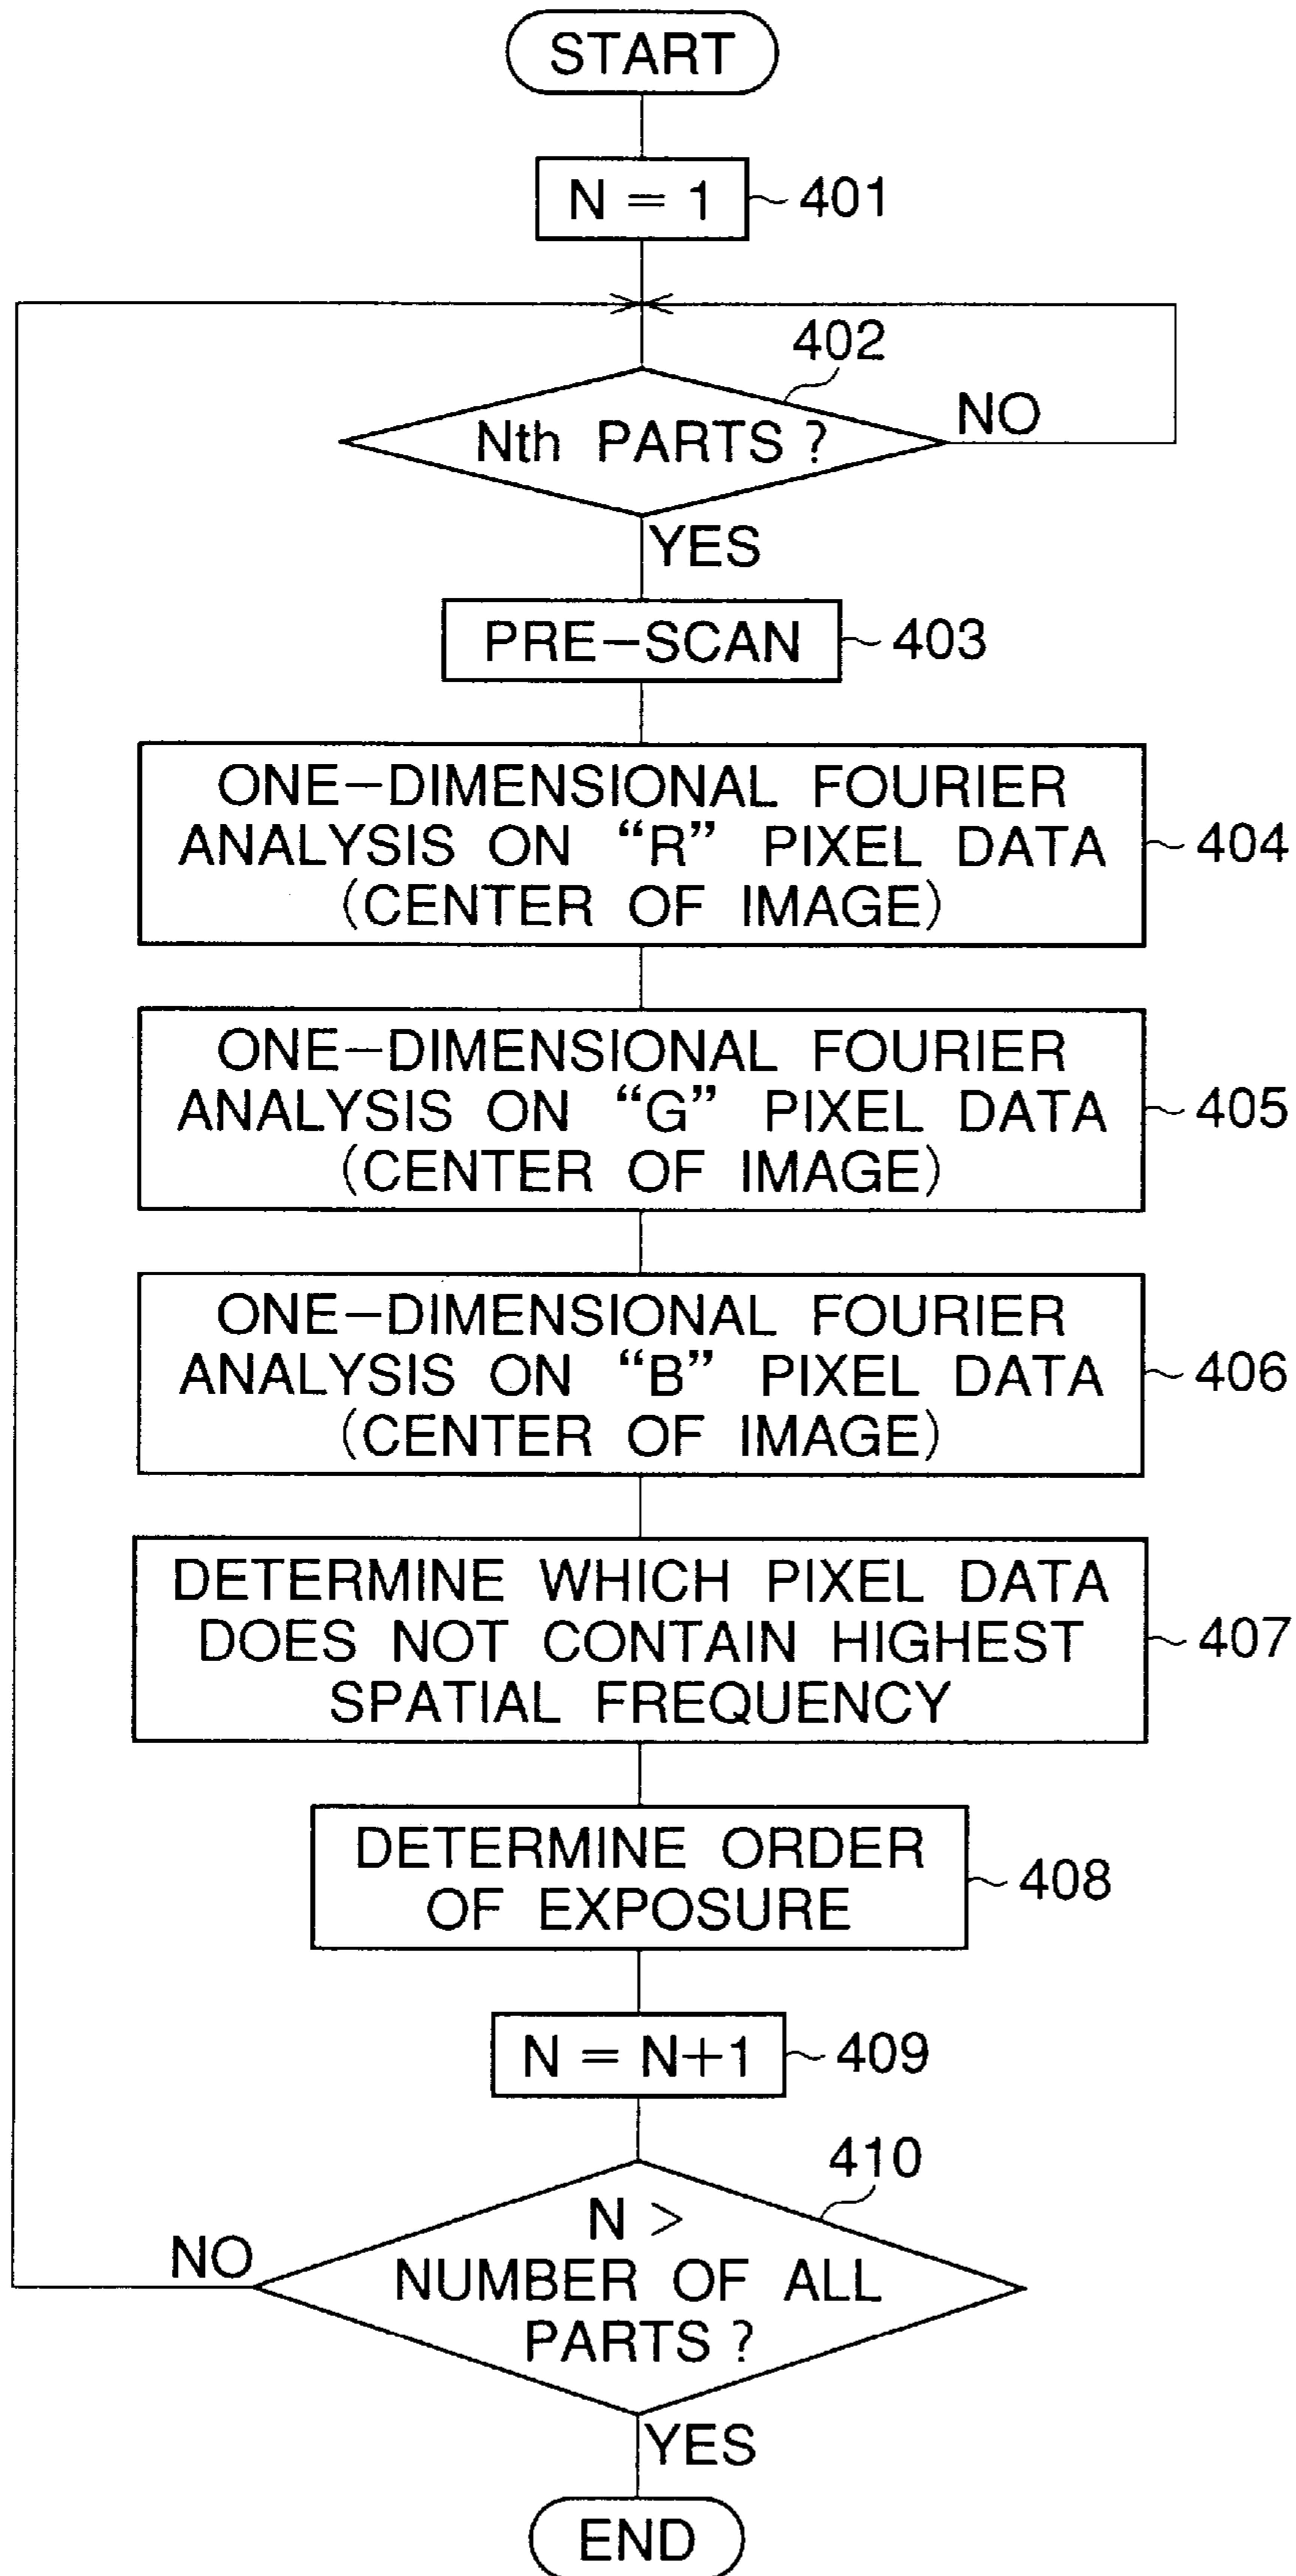 START
N = 1
401
402
Nth PARTS ?
NO
YES
PRE-SCAN
403
ONE-DIMENSIONAL FOURIER
ANALYSIS ON “R” PIXEL DATA
(CENTER OF IMAGE)
404
ONE-DIMENSIONAL FOURIER
ANALYSIS ON “G” PIXEL DATA
(CENTER OF IMAGE)
405
ONE-DIMENSIONAL FOURIER
ANALYSIS ON “B” PIXEL DATA
(CENTER OF IMAGE)
406
DETERMINE WHICH PIXEL DATA
DOES NOT CONTAIN HIGHEST
SPATIAL FREQUENCY
407
DETERMINE ORDER
OF EXPOSURE
408
N = N+1
409
410
N >
NUMBER OF ALL
PARTS ?
NO
YES
END